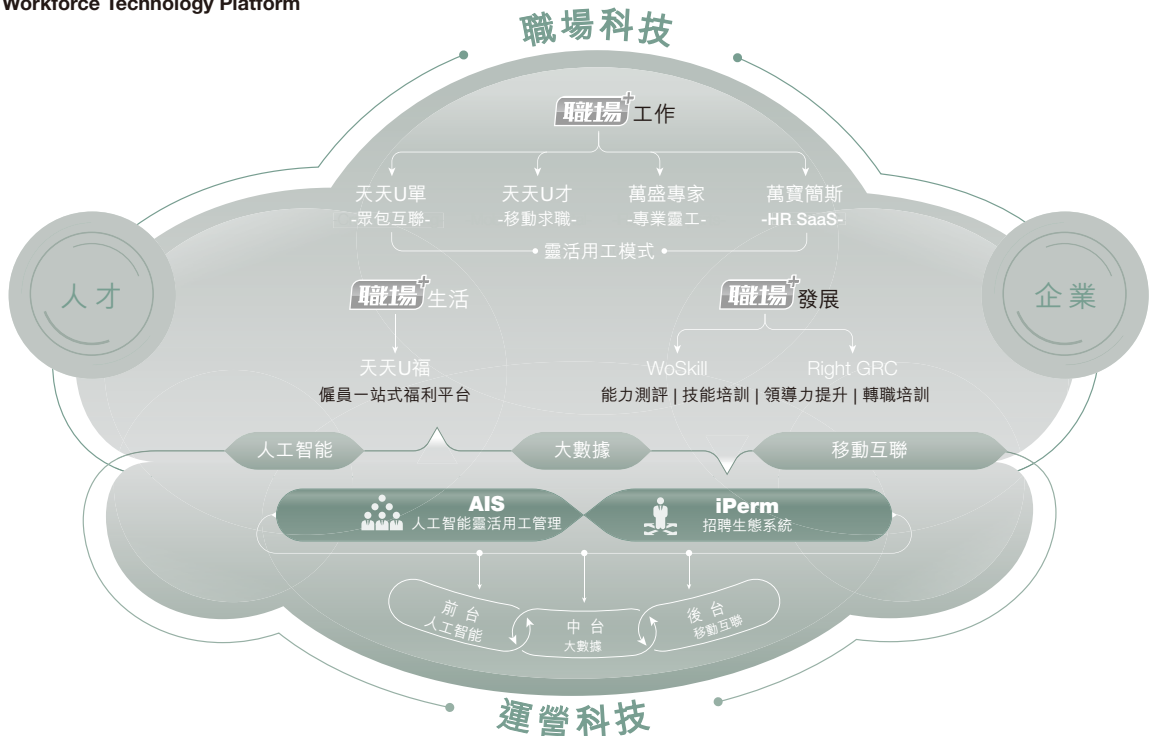 Workforce Technology Platform
職場科技
職場+工作
天天U單 天天U才 萬盛專家 萬寶簡斯
-眾包互聯- -移動求職- -專業靈工- -HR SaaS-
靈活用工模式
人才
企業
職場+生活 職場+發展
天天U福 WoSkill Right GRC
僱員一站式福利平台 能力測評 | 技能培訓 | 領導力提升 | 轉職培訓
人工智能 大數據 移動互聯
AIS iPerm
人工智能靈活用工管理 招聘生態系統
前台 中台 後台
人工智能 大數據 移動互聯
運營科技